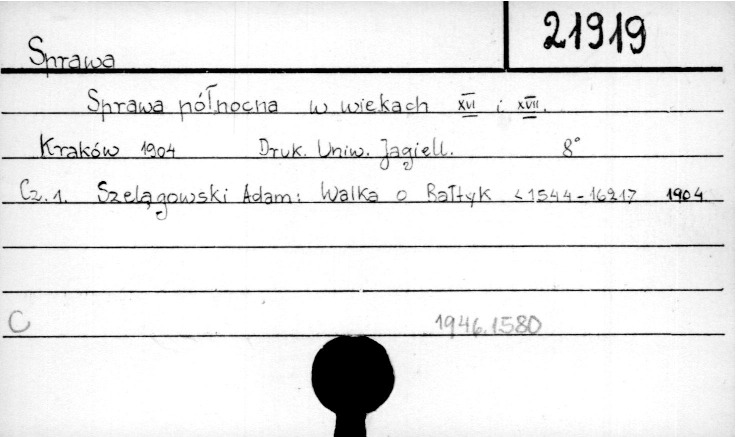 21919
Sprawa
Sprawa północna w wiekach XVI i XVII.
Kraków 1904 Druk. Uniw. Jagiell. 8°
Cz. 1. Szelągowski Adam: Walka o Bałtyk <1544-1621> 1904
C 1946.1580